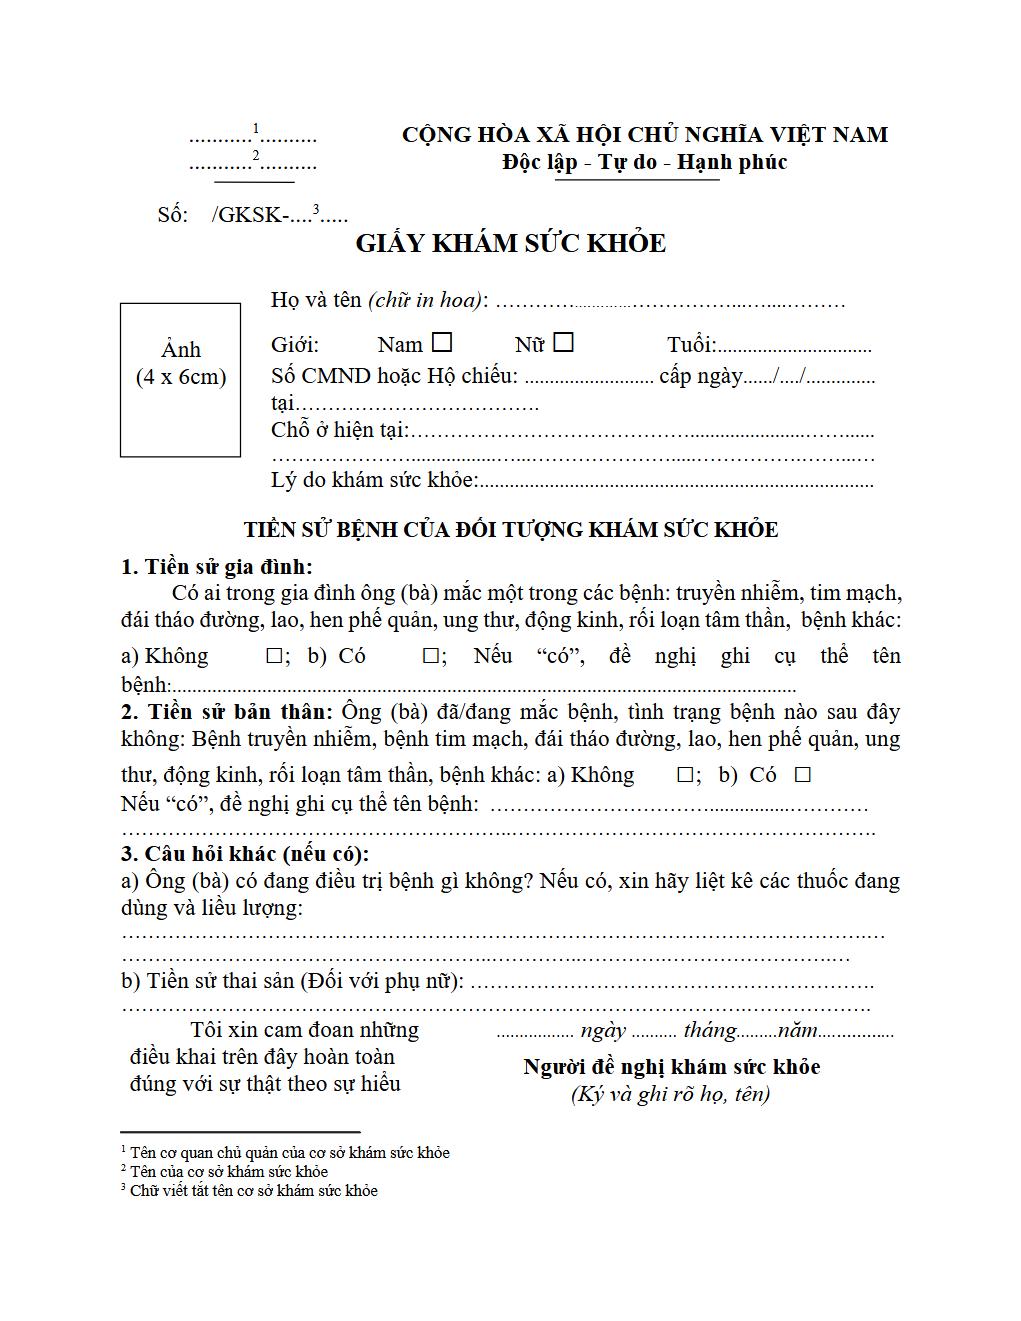 ...........1..........
...........2..........
CỘNG HÒA XÃ HỘI CHỦ NGHĨA VIỆT NAM
Độc lập - Tự do - Hạnh phúc
Số: /GKSK-....3.....
GIẤY KHÁM SỨC KHỎE
Ảnh
(4 x 6cm)
Họ và tên (chữ in hoa): …………..............……………...…...………
Giới: Nam ☐ Nữ ☐ Tuổi:...............................
Số CMND hoặc Hộ chiếu: .......................... cấp ngày....../..../..............
tại……………………………….
Chỗ ở hiện tại:…………………………………….......................……......
…………………................…...…………………....…………….……...…
Lý do khám sức khỏe:...............................................................................
TIỀN SỬ BỆNH CỦA ĐỐI TƯỢNG KHÁM SỨC KHỎE
1. Tiền sử gia đình:
Có ai trong gia đình ông (bà) mắc một trong các bệnh: truyền nhiễm, tim mạch,
đái tháo đường, lao, hen phế quản, ung thư, động kinh, rối loạn tâm thần, bệnh khác:
a) Không ☐; b) Có ☐; Nếu “có”, đề nghị ghi cụ thể tên
bệnh:.............................................................................................................................
2. Tiền sử bản thân: Ông (bà) đã/đang mắc bệnh, tình trạng bệnh nào sau đây
không: Bệnh truyền nhiễm, bệnh tim mạch, đái tháo đường, lao, hen phế quản, ung
thư, động kinh, rối loạn tâm thần, bệnh khác: a) Không ☐; b) Có ☐
Nếu “có”, đề nghị ghi cụ thể tên bệnh: ……………………………................…………
…………………………………………………...……………………………………………….
3. Câu hỏi khác (nếu có):
a) Ông (bà) có đang điều trị bệnh gì không? Nếu có, xin hãy liệt kê các thuốc đang
dùng và liều lượng:
………………………………………………………………………………………………….…
………………………………………………..…………..………….…………………….…
b) Tiền sử thai sản (Đối với phụ nữ): …………………………………………………….
………………………………………………………………………………….……………….
Tôi xin cam đoan những
điều khai trên đây hoàn toàn
đúng với sự thật theo sự hiểu
................. ngày .......... tháng.........năm.................
Người đề nghị khám sức khỏe
(Ký và ghi rõ họ, tên)
1 Tên cơ quan chủ quản của cơ sở khám sức khỏe
2 Tên của cơ sở khám sức khỏe
3 Chữ viết tắt tên cơ sở khám sức khỏe